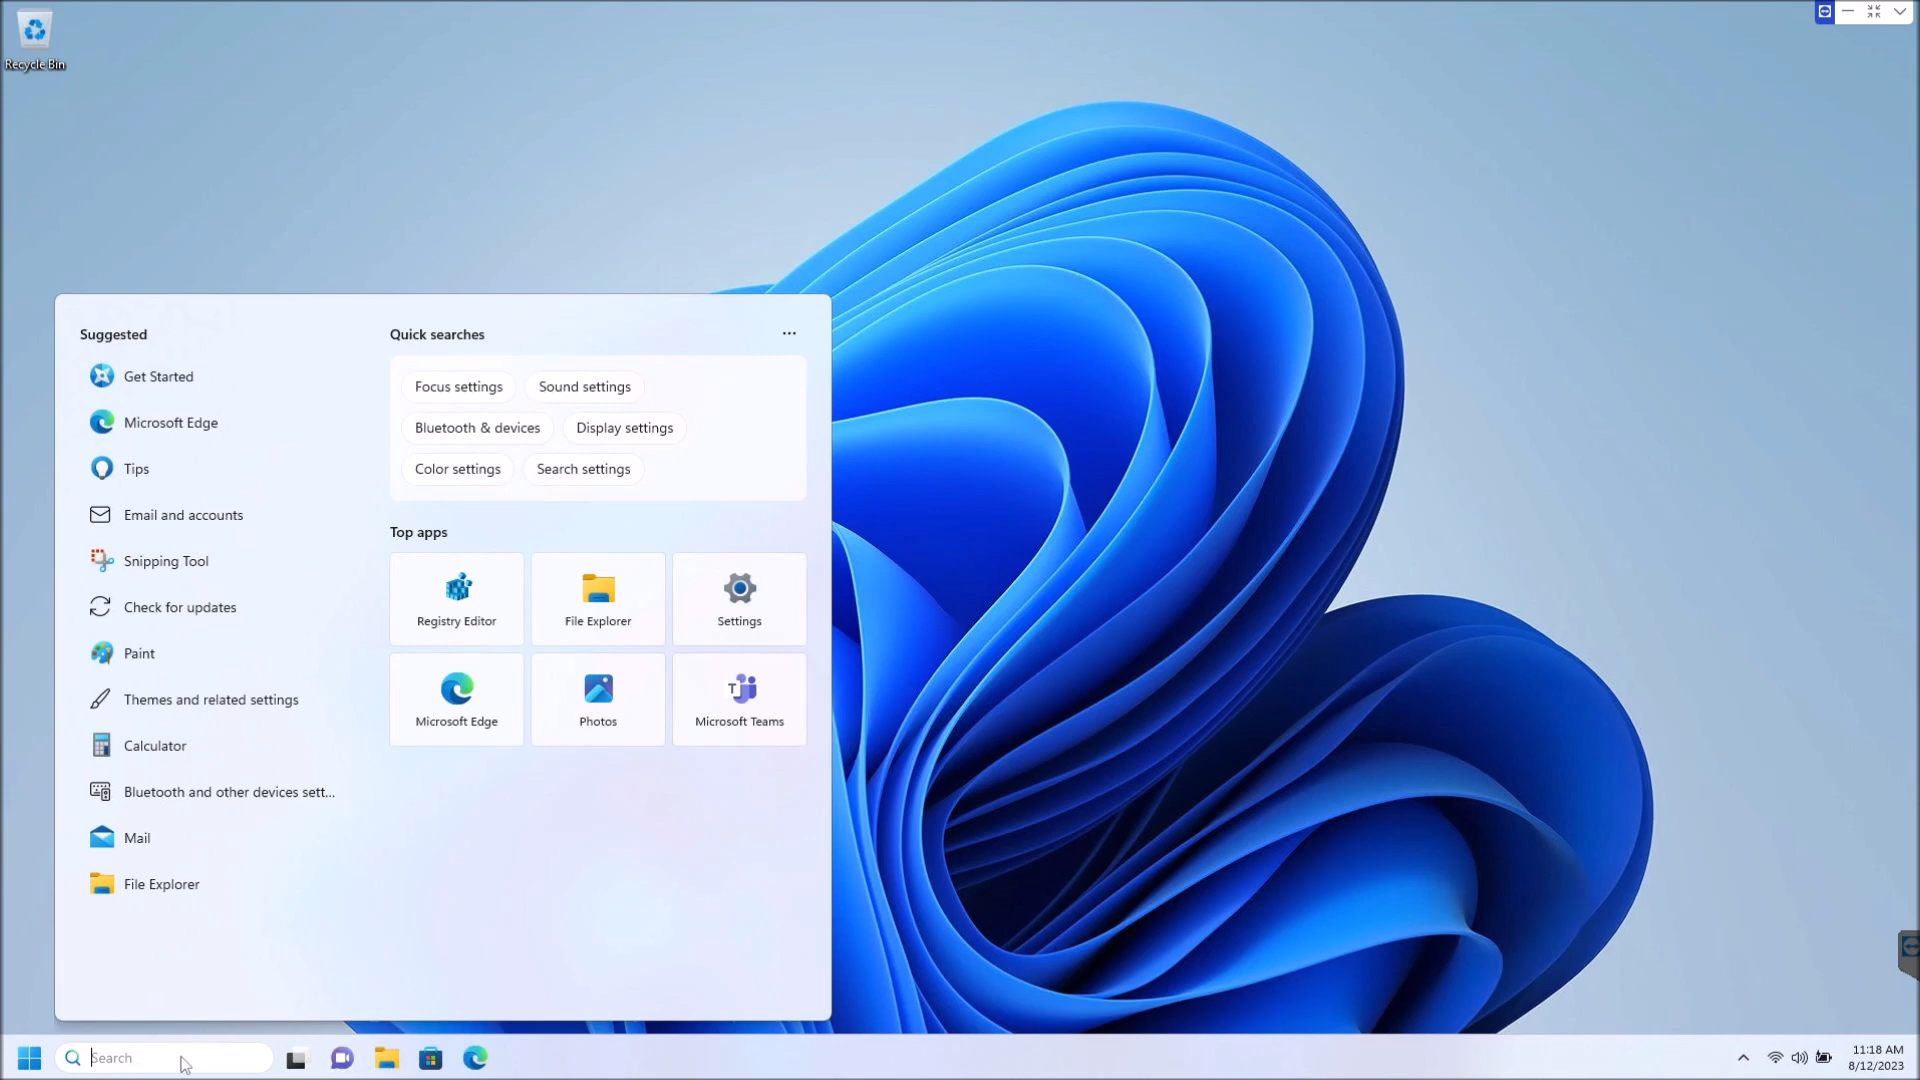 Recycle Bin
Suggested
Get Started
Microsoft Edge
Tips
Email and accounts
Snipping Tool
Check for updates
Paint
Themes and related settings
Calculator
Bluetooth and other devices sett...
Mail
File Explorer
Quick searches
Focus settings Sound settings
Bluetooth & devices Display settings
Color settings Search settings
Top apps
Registry Editor File Explorer Settings
Microsoft Edge Photos Microsoft Teams
Search
11:18 AM
8/12/2023